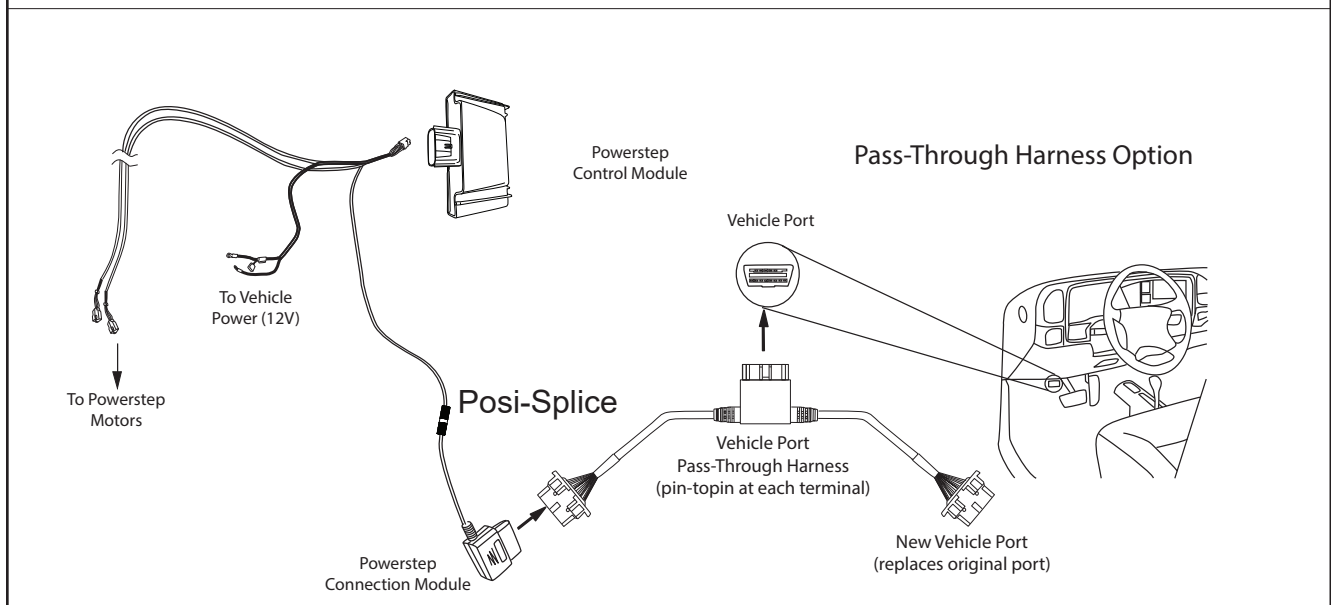 Powerstep
Control Module
Pass-Through Harness Option
Vehicle Port
To Vehicle
Power (12V)
To Powerstep
Motors
Posi-Splice
Vehicle Port
Pass-Through Harness
(pin-topin at each terminal)
Powerstep
Connection Module
New Vehicle Port
(replaces original port)